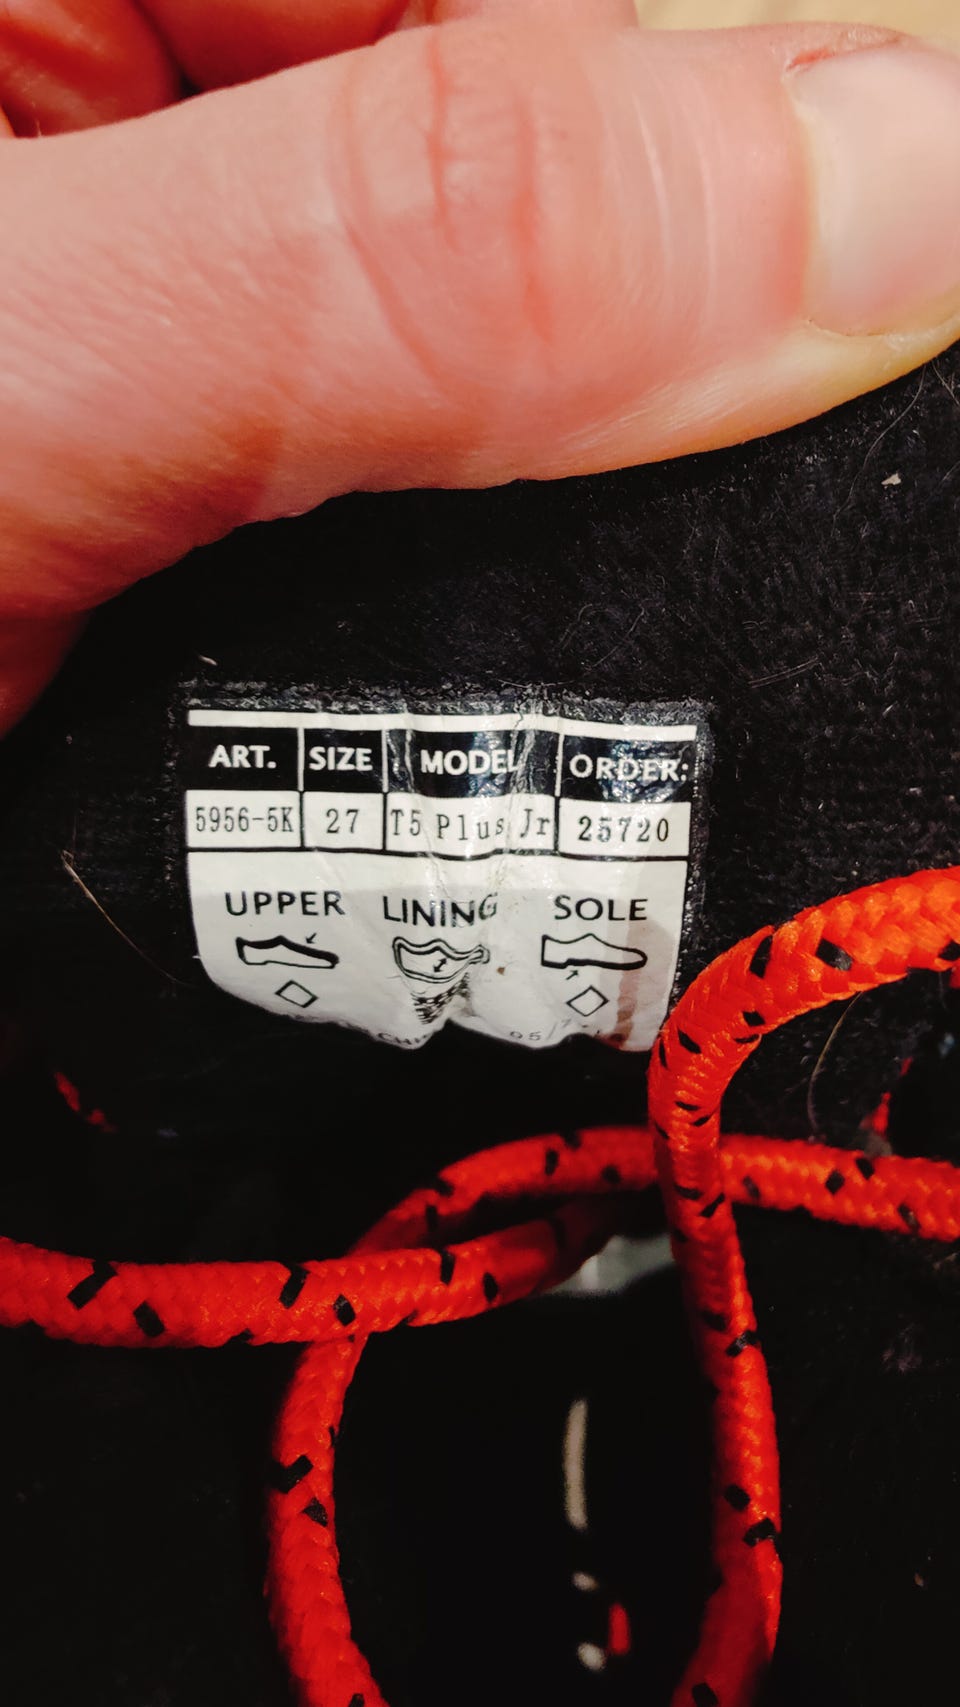 ART. SIZE MODEL ORDER:
5956-5K 27 T5 Plus Jr 25720
UPPER LINING SOLE